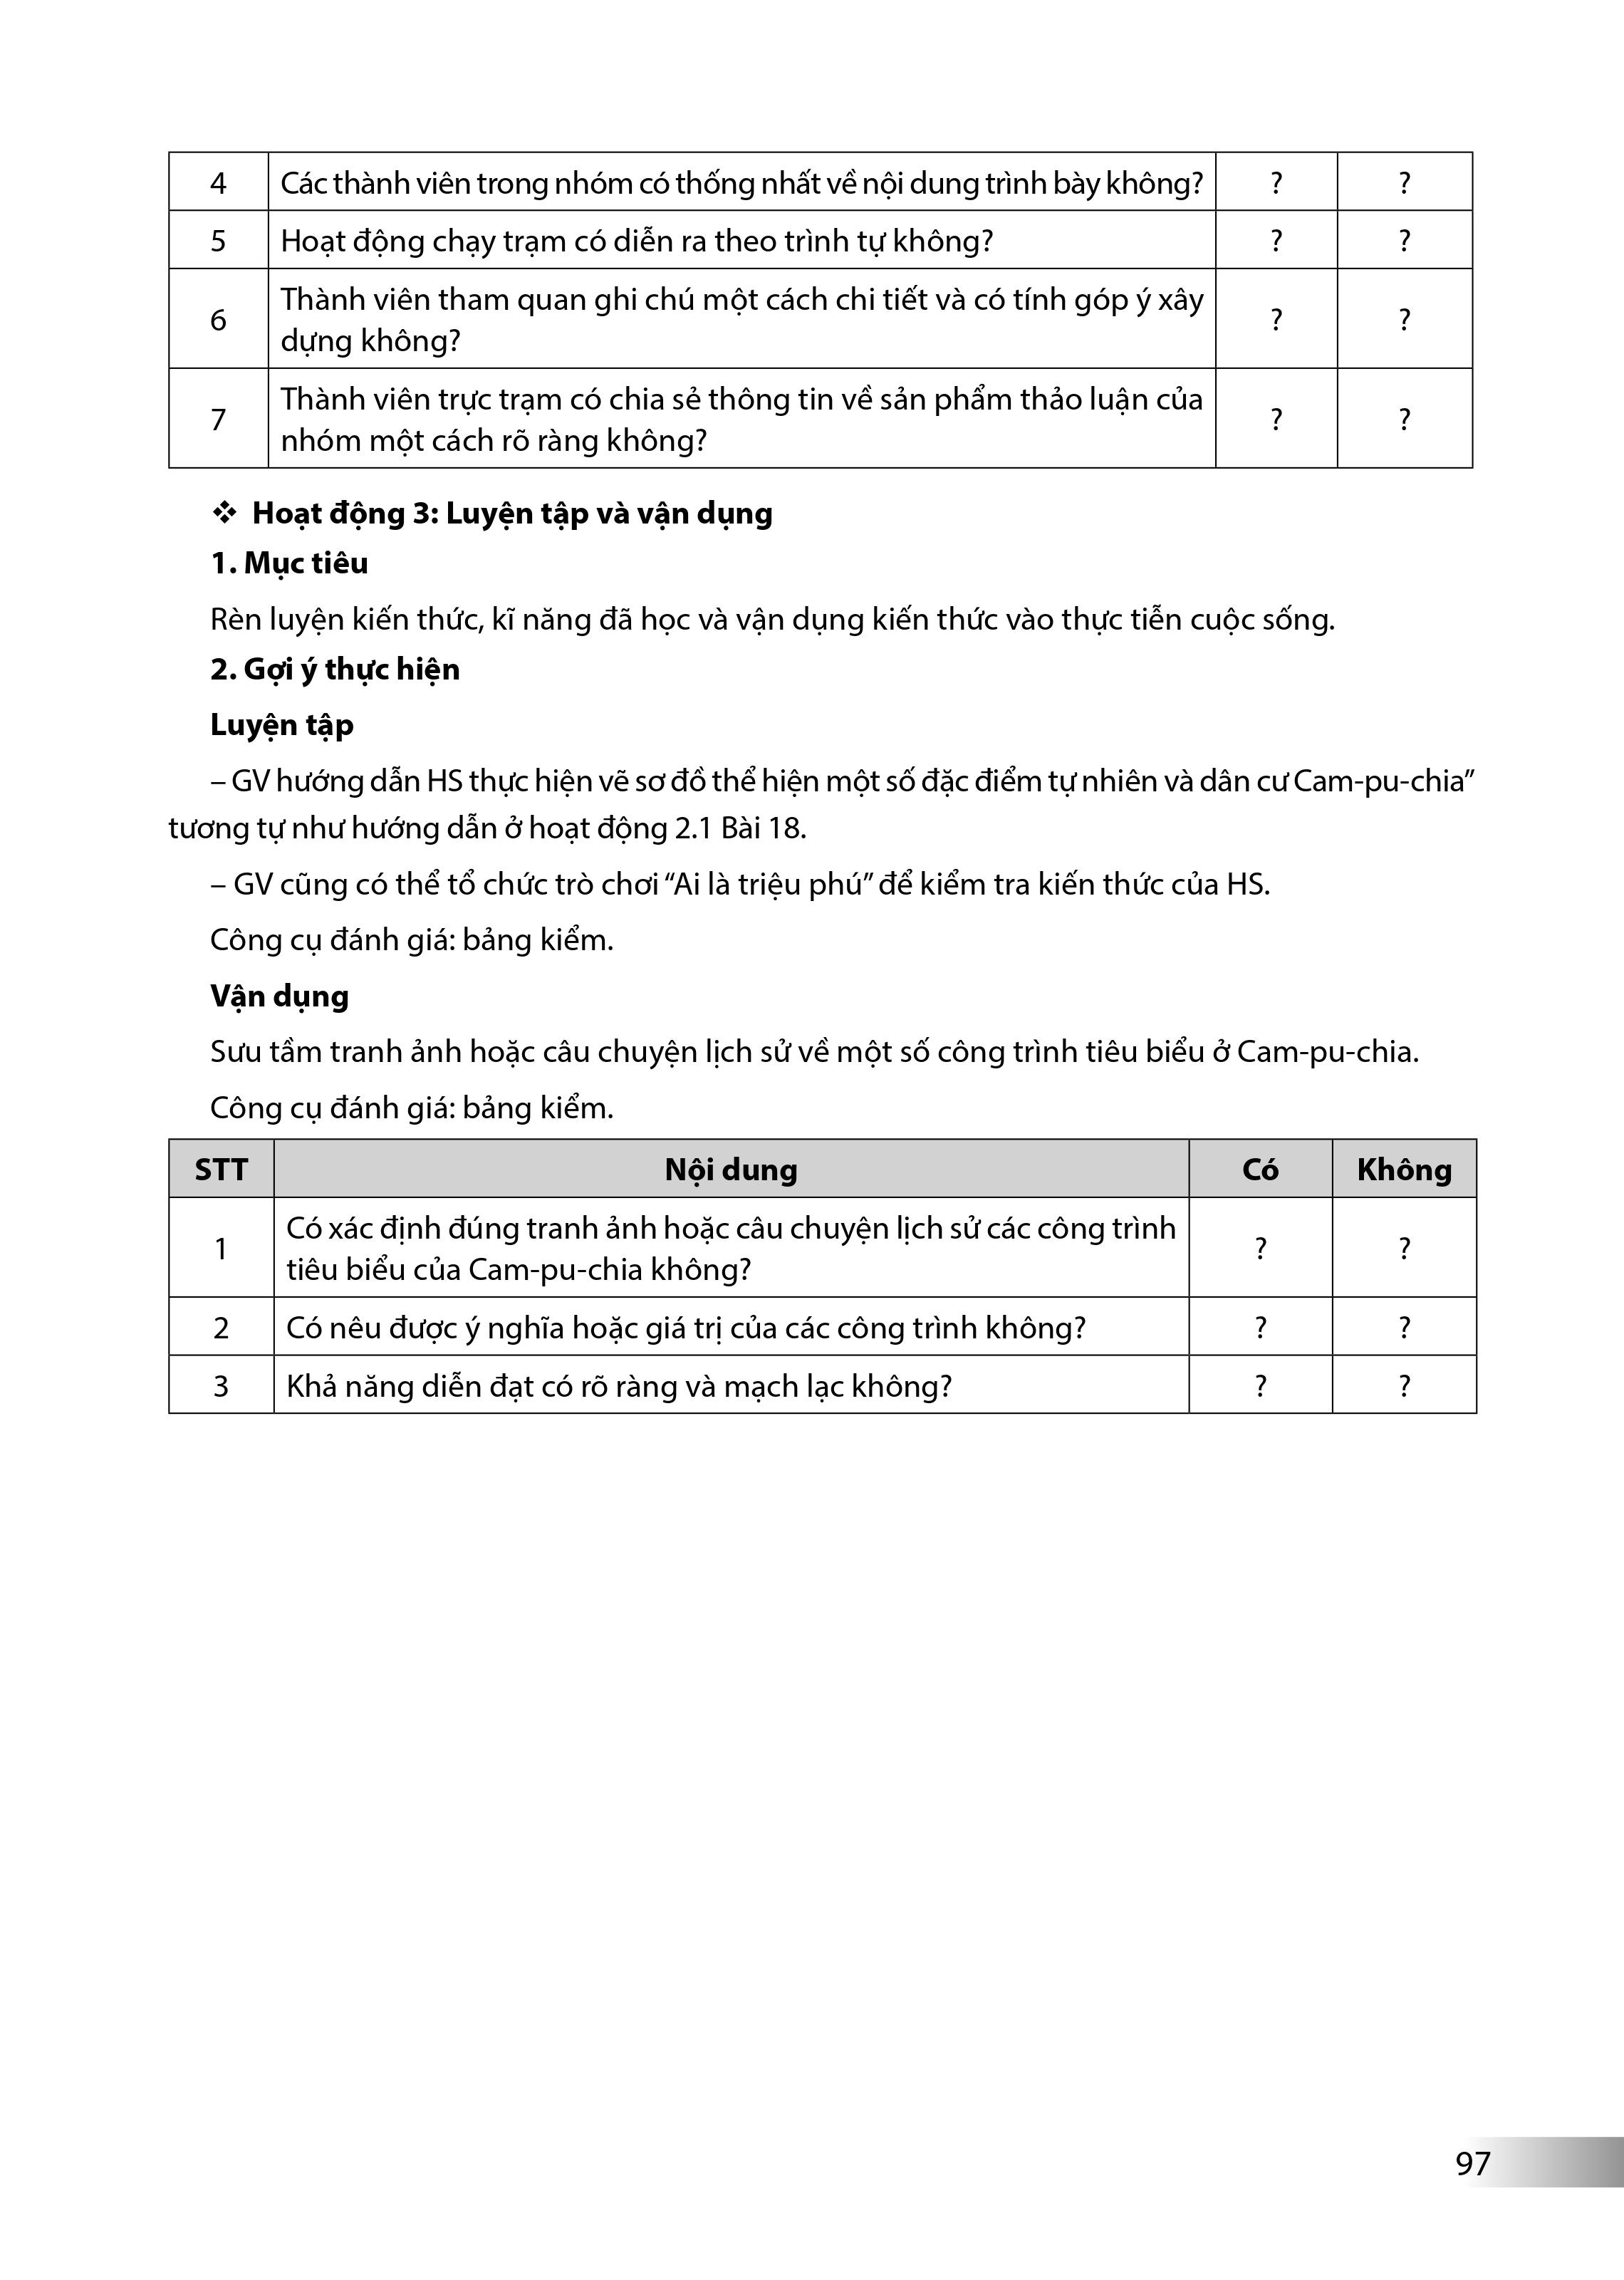 4 Các thành viên trong nhóm có thống nhất về nội dung trình bày không? ? ?
5 Hoạt động chạy trạm có diễn ra theo trình tự không? ? ?
6 Thành viên tham quan ghi chú một cách chi tiết và có tính góp ý xây
dựng không? ? ?
7 Thành viên trực trạm có chia sẻ thông tin về sản phẩm thảo luận của
nhóm một cách rõ ràng không? ? ?
❖ Hoạt động 3: Luyện tập và vận dụng
1. Mục tiêu
Rèn luyện kiến thức, kĩ năng đã học và vận dụng kiến thức vào thực tiễn cuộc sống.
2. Gợi ý thực hiện
Luyện tập
– GV hướng dẫn HS thực hiện vẽ sơ đồ thể hiện một số đặc điểm tự nhiên và dân cư Cam-pu-chia”
tương tự như hướng dẫn ở hoạt động 2.1 Bài 18.
– GV cũng có thể tổ chức trò chơi “Ai là triệu phú” để kiểm tra kiến thức của HS.
Công cụ đánh giá: bảng kiểm.
Vận dụng
Sưu tầm tranh ảnh hoặc câu chuyện lịch sử về một số công trình tiêu biểu ở Cam-pu-chia.
Công cụ đánh giá: bảng kiểm.
STT Nội dung Có Không
1 Có xác định đúng tranh ảnh hoặc câu chuyện lịch sử các công trình
tiêu biểu của Cam-pu-chia không? ? ?
2 Có nêu được ý nghĩa hoặc giá trị của các công trình không? ? ?
3 Khả năng diễn đạt có rõ ràng và mạch lạc không? ? ?
97